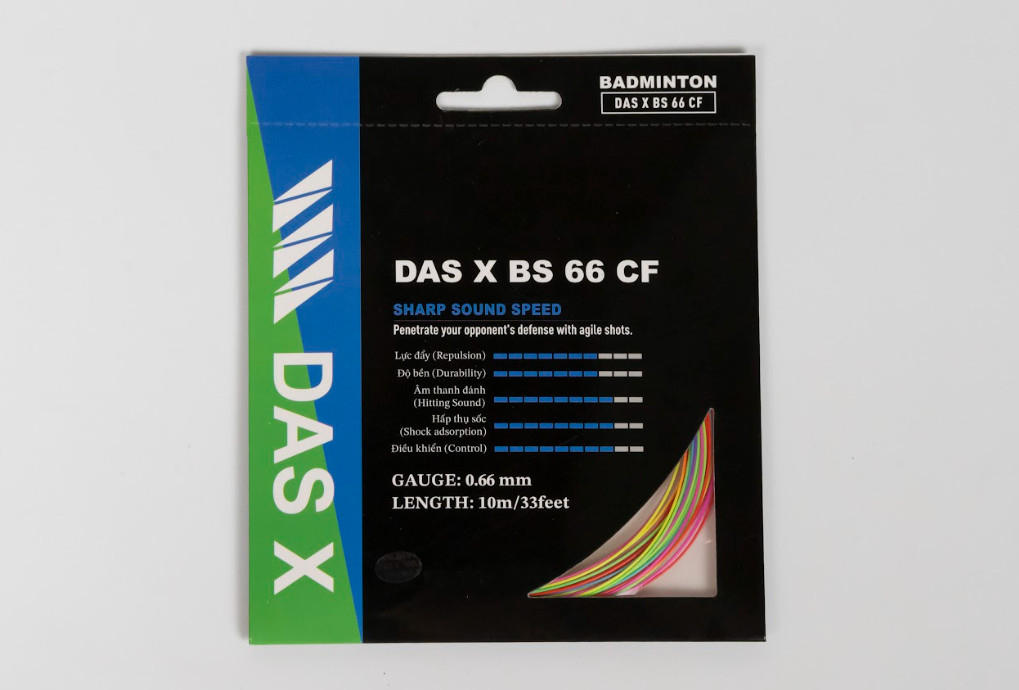 BADMINTON
DAS X BS 66 CF
DAS X
DAS X BS 66 CF
SHARP SOUND SPEED
Penetrate your opponent's defense with agile shots.
Lực đẩy (Repulsion)
Độ bền (Durability)
Âm thanh đánh
(Hitting Sound)
Hấp thụ sốc
(Shock adsorption)
Điều khiển (Control)
GAUGE: 0.66 mm
LENGTH: 10m/33feet